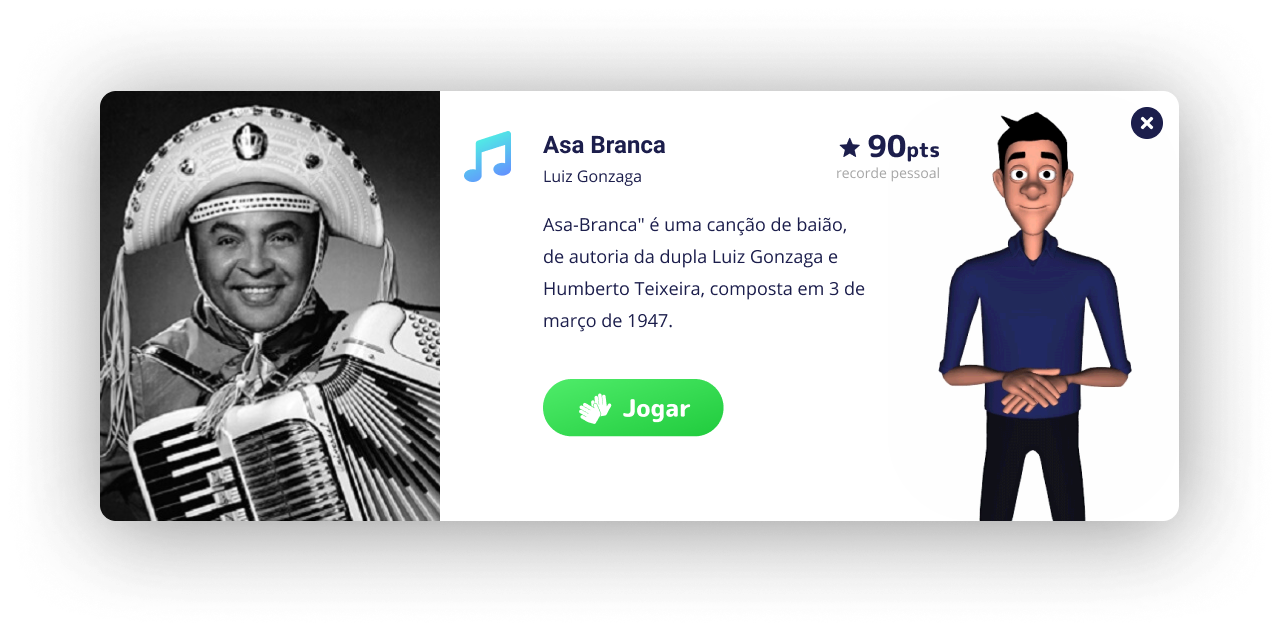 Asa Branca
Luiz Gonzaga
90pts
recorde pessoal
Asa-Branca" é uma canção de baião,
de autoria da dupla Luiz Gonzaga e
Humberto Teixeira, composta em 3 de
março de 1947.
Jogar